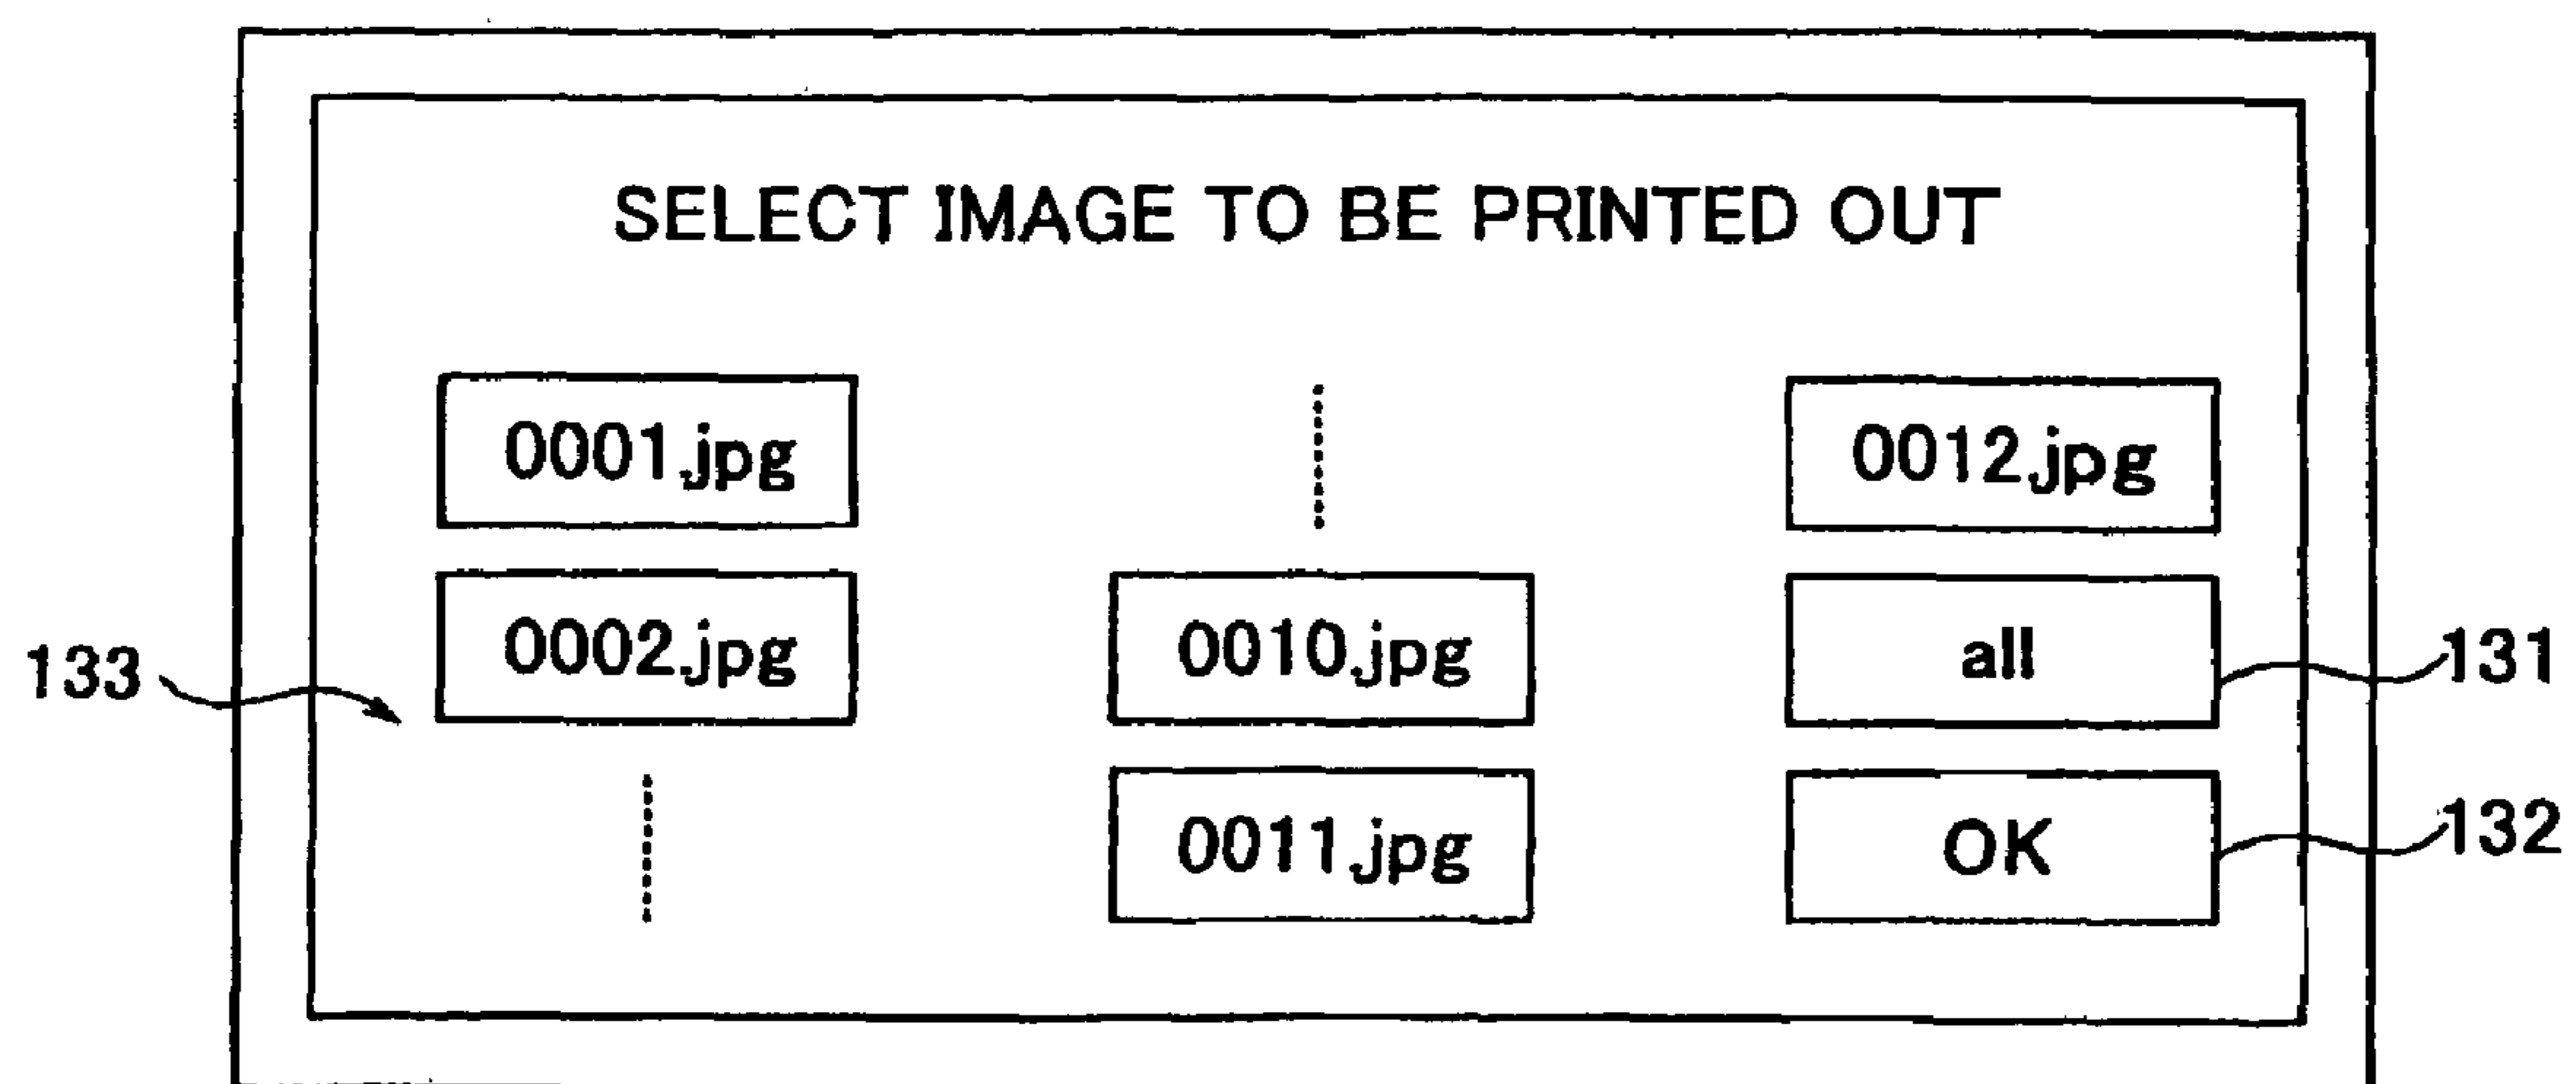 SELECT IMAGE TO BE PRINTED OUT
0001.jpg 0012.jpg
133 0002.jpg 0010.jpg all 131
0011.jpg OK 132